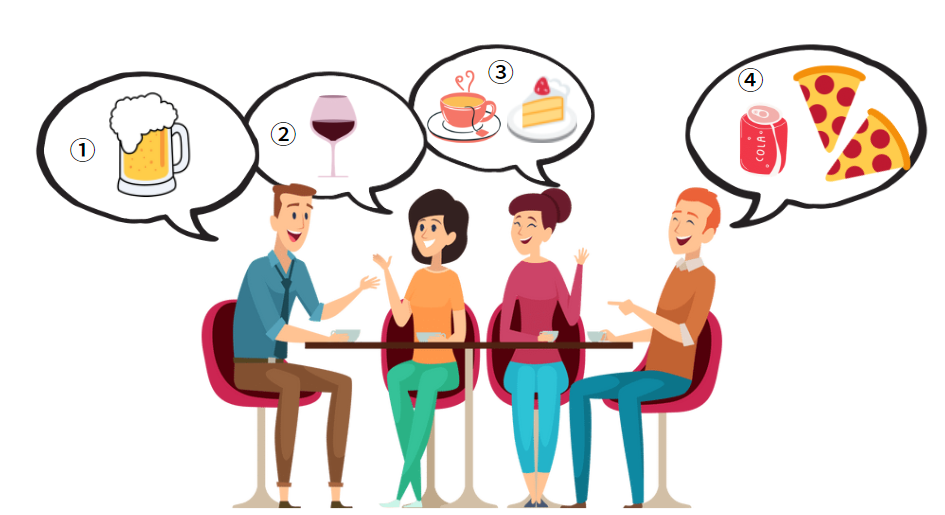 ①
②
③
④
COLA